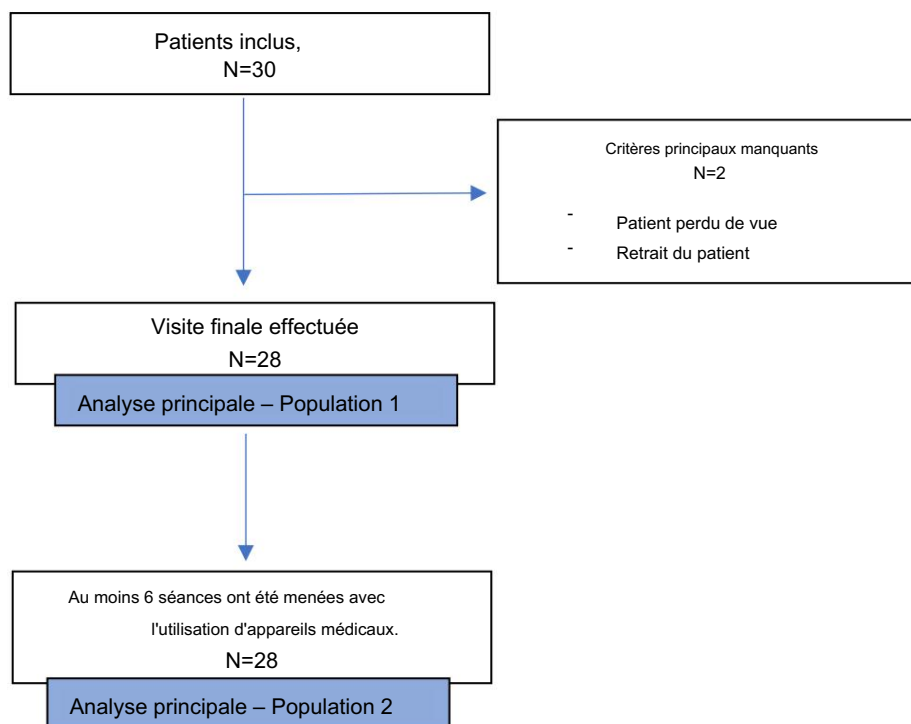 Patients inclus,
N=30
Critères principaux manquants
N=2
- Patient perdu de vue
- Retrait du patient
Visite finale effectuée
N=28
Analyse principale – Population 1
Au moins 6 séances ont été menées avec
l'utilisation d'appareils médicaux.
N=28
Analyse principale – Population 2